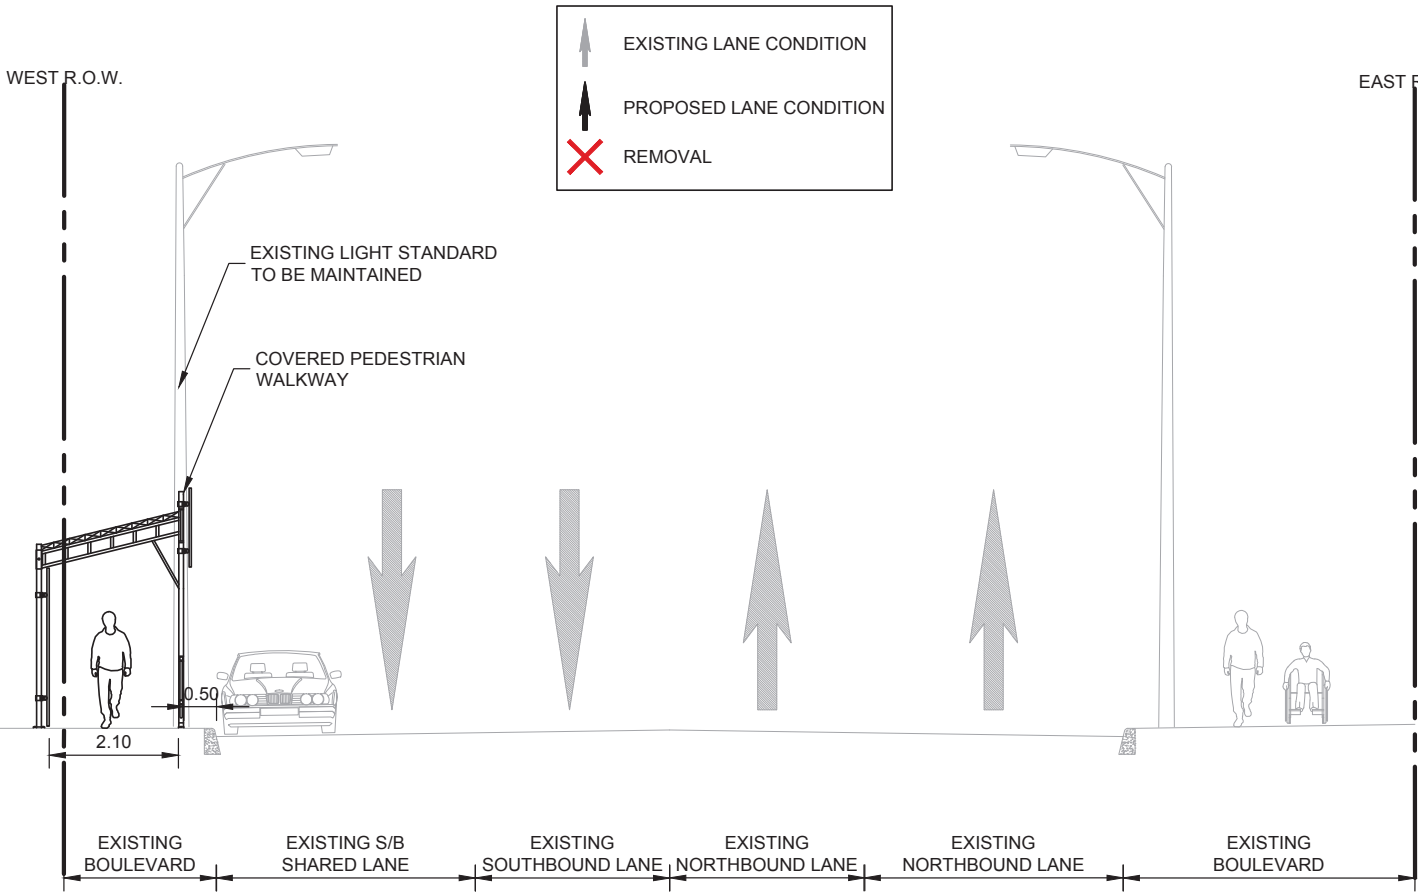 EXISTING LANE CONDITION
PROPOSED LANE CONDITION
REMOVAL
WEST R.O.W.
EAST R
EXISTING LIGHT STANDARD
TO BE MAINTAINED
COVERED PEDESTRIAN
WALKWAY
0.50
2.10
EXISTING
BOULEVARD
EXISTING S/B
SHARED LANE
EXISTING
SOUTHBOUND LANE
EXISTING
NORTHBOUND LANE
EXISTING
NORTHBOUND LANE
EXISTING
BOULEVARD